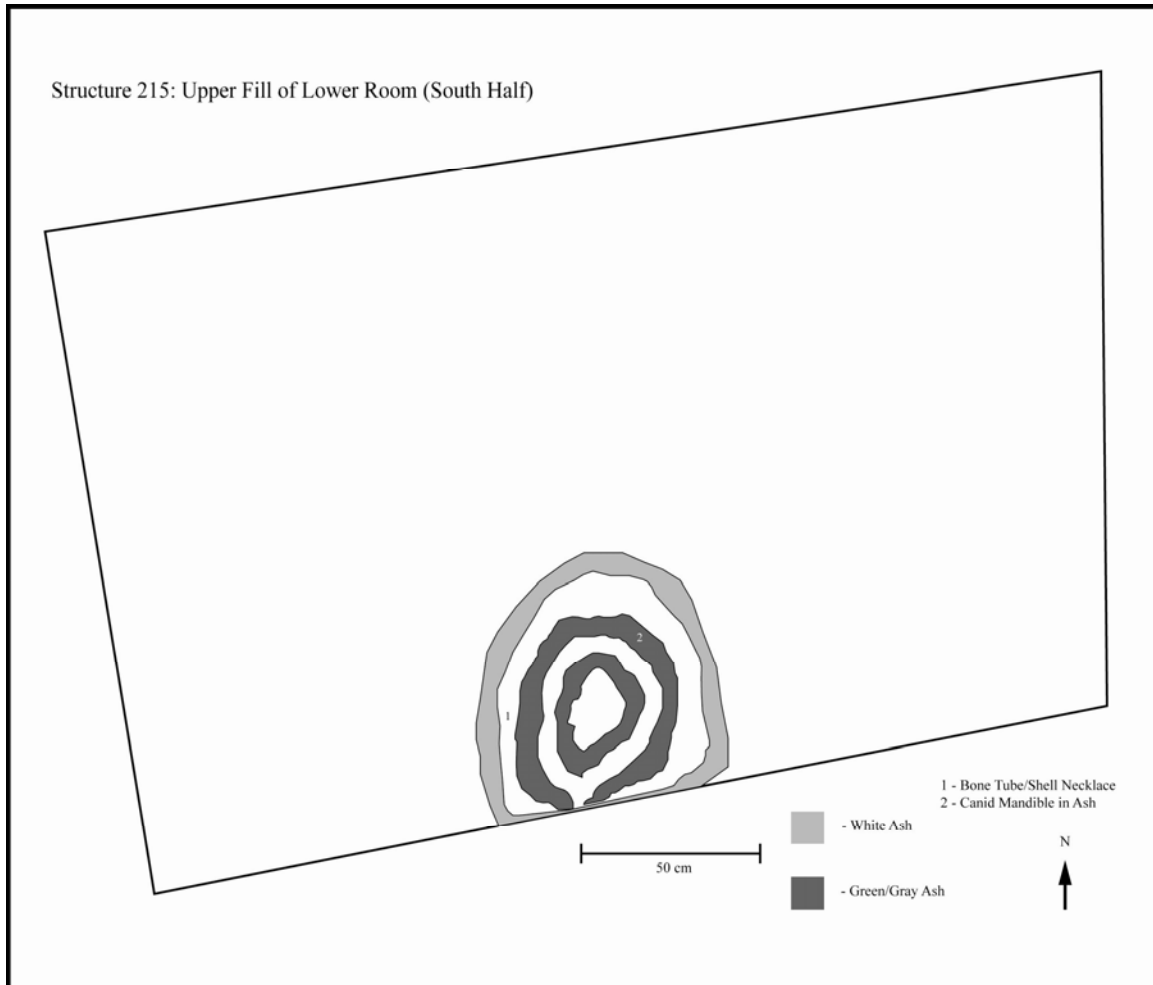 Structure 215: Upper Fill of Lower Room (South Half)
2
1
1 - Bone Tube/Shell Necklace
2 - Canid Mandible in Ash
- White Ash
N
50 cm
- Green/Gray Ash